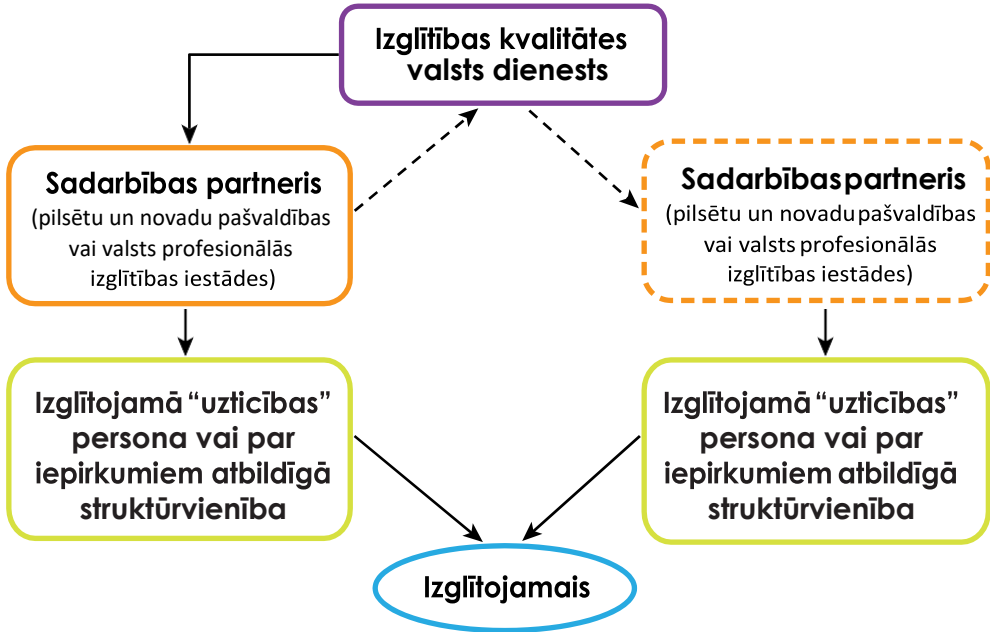 Izglītības kvalitātes
valsts dienests
Sadarbības partneris
(pilsētu un novadu pašvaldības
vai valsts profesionālās
izglītības iestādes)
Sadarbības partneris
(pilsētu un novadu pašvaldības
vai valsts profesionālās
izglītības iestādes)
Izglītojamā “uzticības”
persona vai par
iepirkumiem atbildīgā
struktūrvienība
Izglītojamā “uzticības”
persona vai par
iepirkumiem atbildīgā
struktūrvienība
Izglītojamais